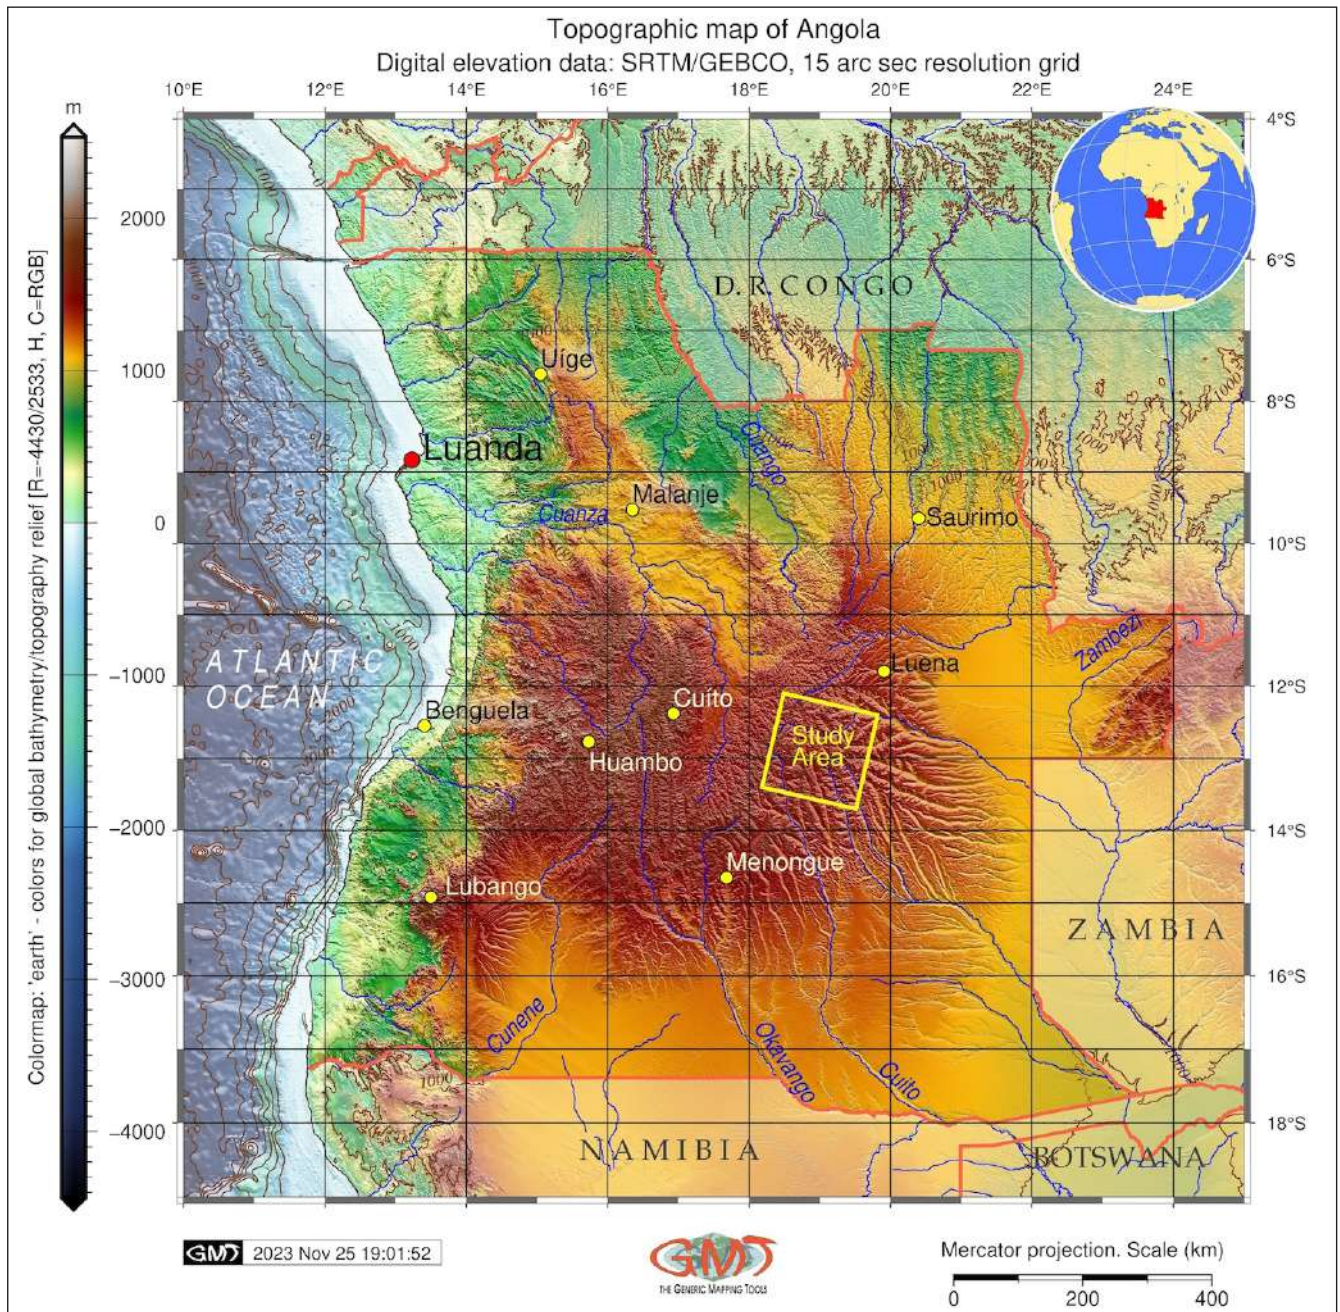 Topographic map of Angola
Digital elevation data: SRTM/GEBCO, 15 arc sec resolution grid
10°E 12°E 14°E 16°E 18°E 20°E 22°E 24°E
m
4°S
2000
D.R.CONGO
6°S
Uíge
1000
8°S
Luanda
Cuango
Malanje
Cuanza
Saurimo
0
10°S
ATLANTIC
OCEAN
Zambezi
Luena
−1000
12°S
Cuíto
Benguela
Study
Area
Huambo
−2000
14°S
Menongue
Lubango
ZAMBIA
−3000
16°S
Cunene
Okavango
Cuito
1000
−4000
18°S
NAMIBIA
BOTSWANA
Colormap: 'earth' - colors for global bathymetry/topography relief [R=-4430/2533, H, C=RGB]
GMT 2023 Nov 25 19:01:52
GMT
THE GENERIC MAPPING TOOLS
Mercator projection. Scale (km)
0 200 400